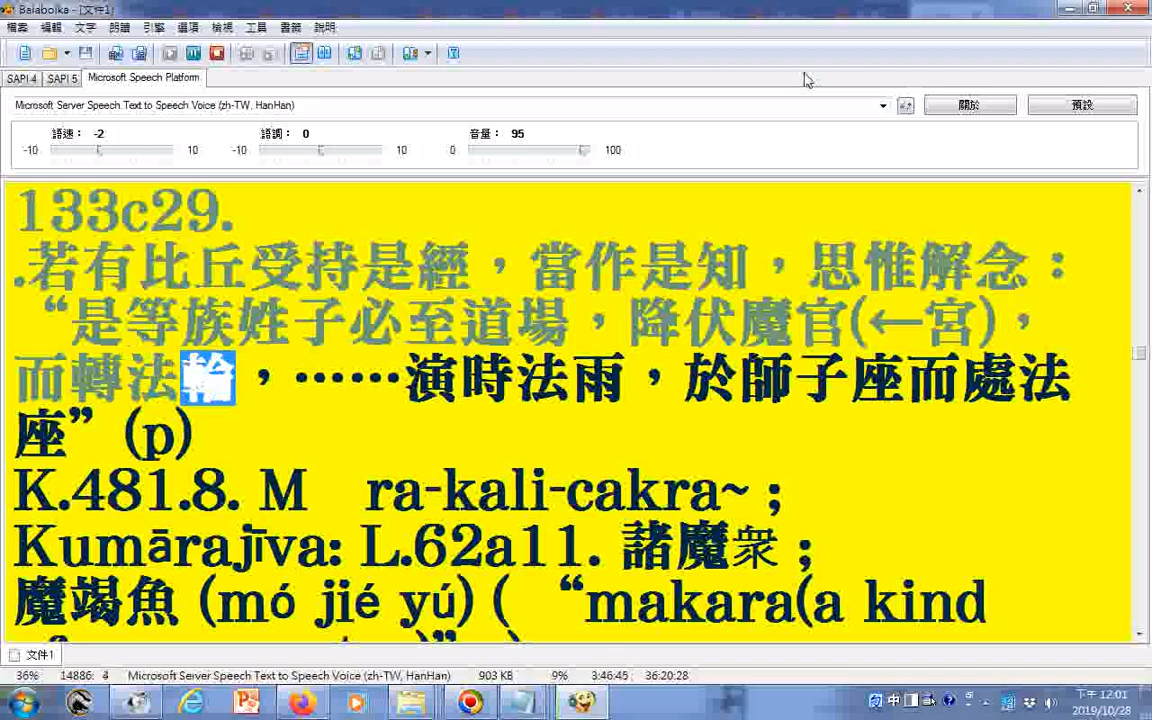 Balabolka - [文件1]
檔案 編輯 文字 朗讀 引擎 選項 檢視 工具 書籤 說明
SAPI 4 SAPI 5 Microsoft Speech Platform
Microsoft Server Speech Text to Speech Voice (zh-TW, HanHan)
關於 預設
語速： -2 語調： 0 音量： 95
-10 10 -10 10 0 100
133c29.
.若有比丘受持是經，當作是知，思惟解念：
“是等族姓子必至道場，降伏魔官(←宮)，
而轉法輪，……演時法雨，於師子座而處法
座” (p)
K.481.8. M ra-kali-cakra~ ;
Kumārajīva: L.62a11. 諸魔衆 ;
魔竭魚 (mó jié yú) ( “makara(a kind
文件1
36% 14886: 4 Microsoft Server Speech Text to Speech Voice (zh-TW, HanHan) 903 KB 9% 3:46:45 36:20:28
中
下午 12:01
2019/10/28